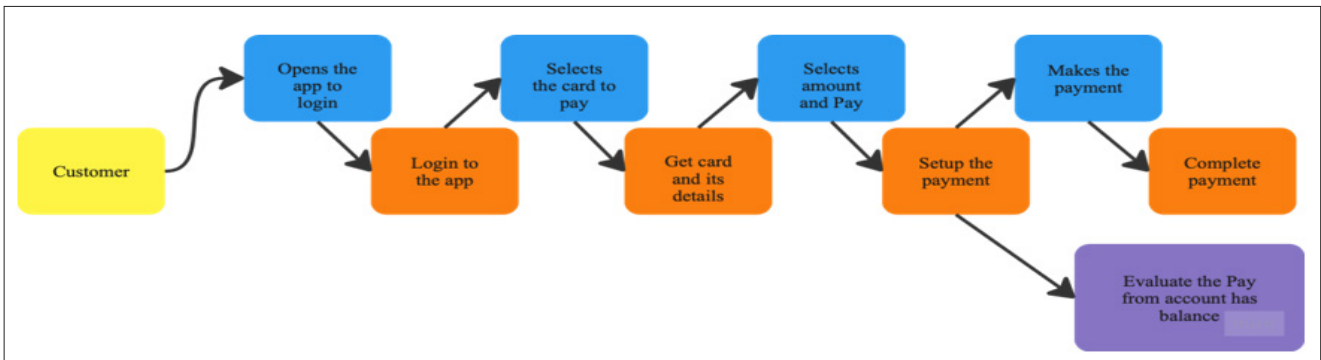 Customer
Opens the
app to
login
Login to
the app
Selects
the card to
pay
Get card
and its
details
Selects
amount
and Pay
Setup the
payment
Makes the
payment
Complete
payment
Evaluate the Pay
from account has
balance